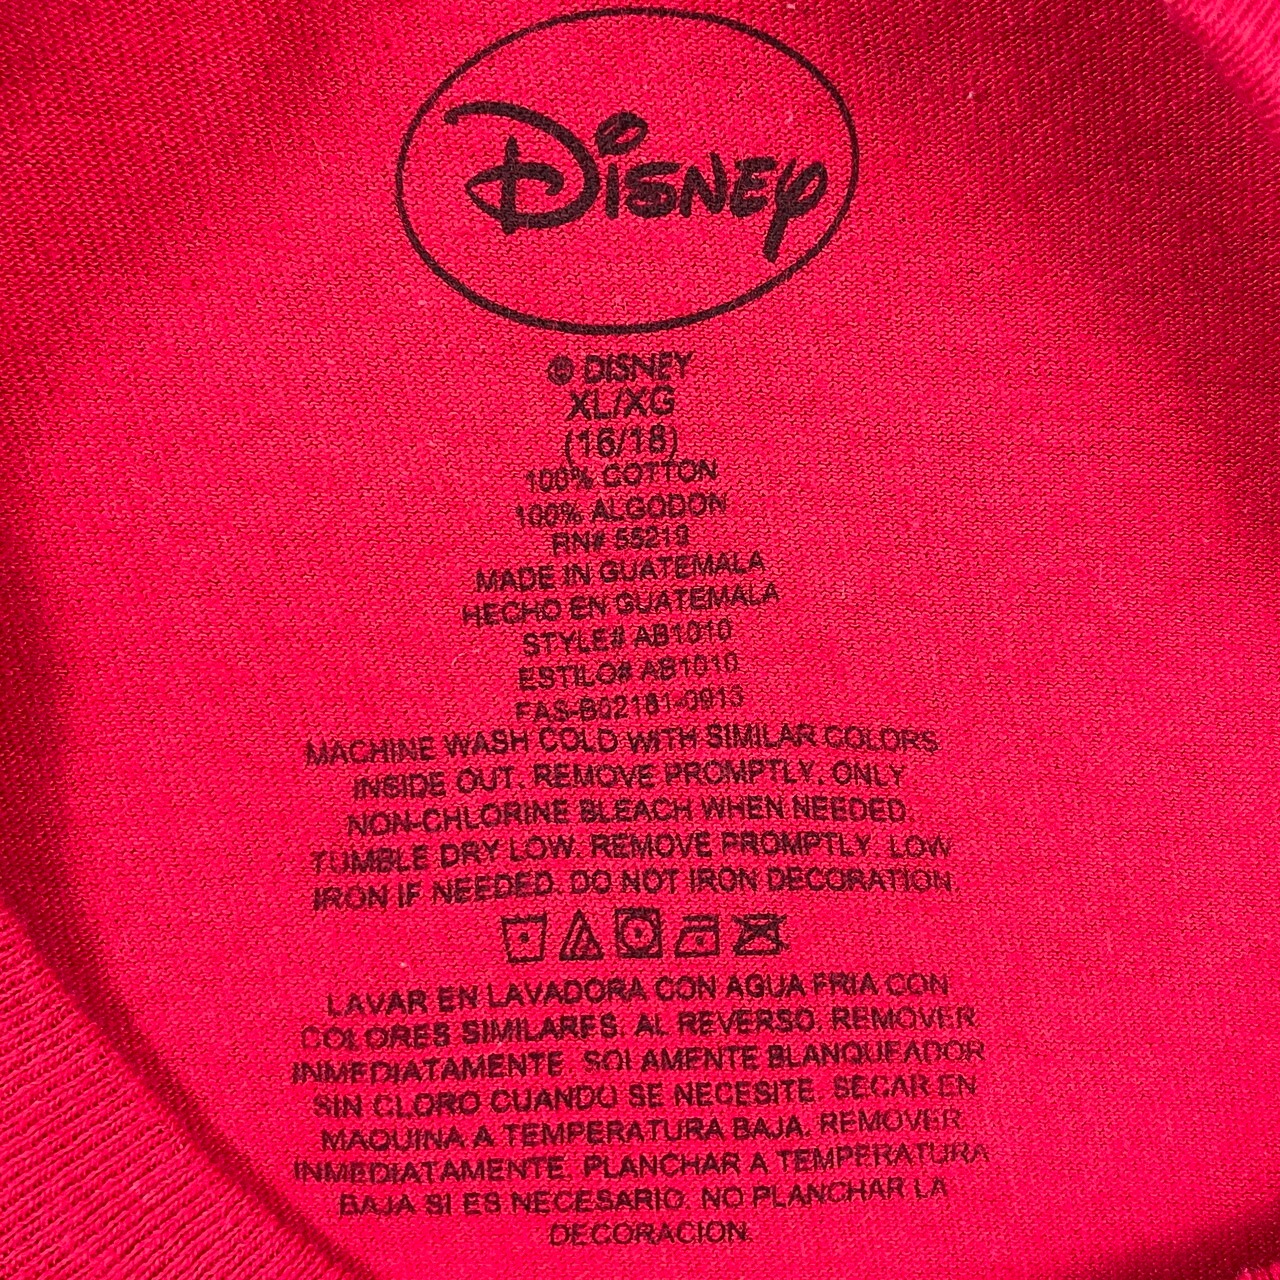 Disney
© DISNEY
XL/XG
(16/18)
100% COTTON
100% ALGODON
RN# 55219
MADE IN GUATEMALA
HECHO EN GUATEMALA
STYLE# AB1010
ESTILO# AB1010
FAS-B02181-0913
MACHINE WASH COLD WITH SIMILAR COLORS
INSIDE OUT. REMOVE PROMPTLY. ONLY
NON-CHLORINE BLEACH WHEN NEEDED.
TUMBLE DRY LOW. REMOVE PROMPTLY. LOW
IRON IF NEEDED. DO NOT IRON DECORATION.
LAVAR EN LAVADORA CON AGUA FRIA CON
COLORES SIMILARES. AL REVERSO. REMOVER
INMEDIATAMENTE. SOLAMENTE BLANQUEADOR
SIN CLORO CUANDO SE NECESITE. SECAR EN
MAQUINA A TEMPERATURA BAJA. REMOVER
INMEDIATAMENTE. PLANCHAR A TEMPERATURA
BAJA SI ES NECESARIO. NO PLANCHAR LA
DECORACION.